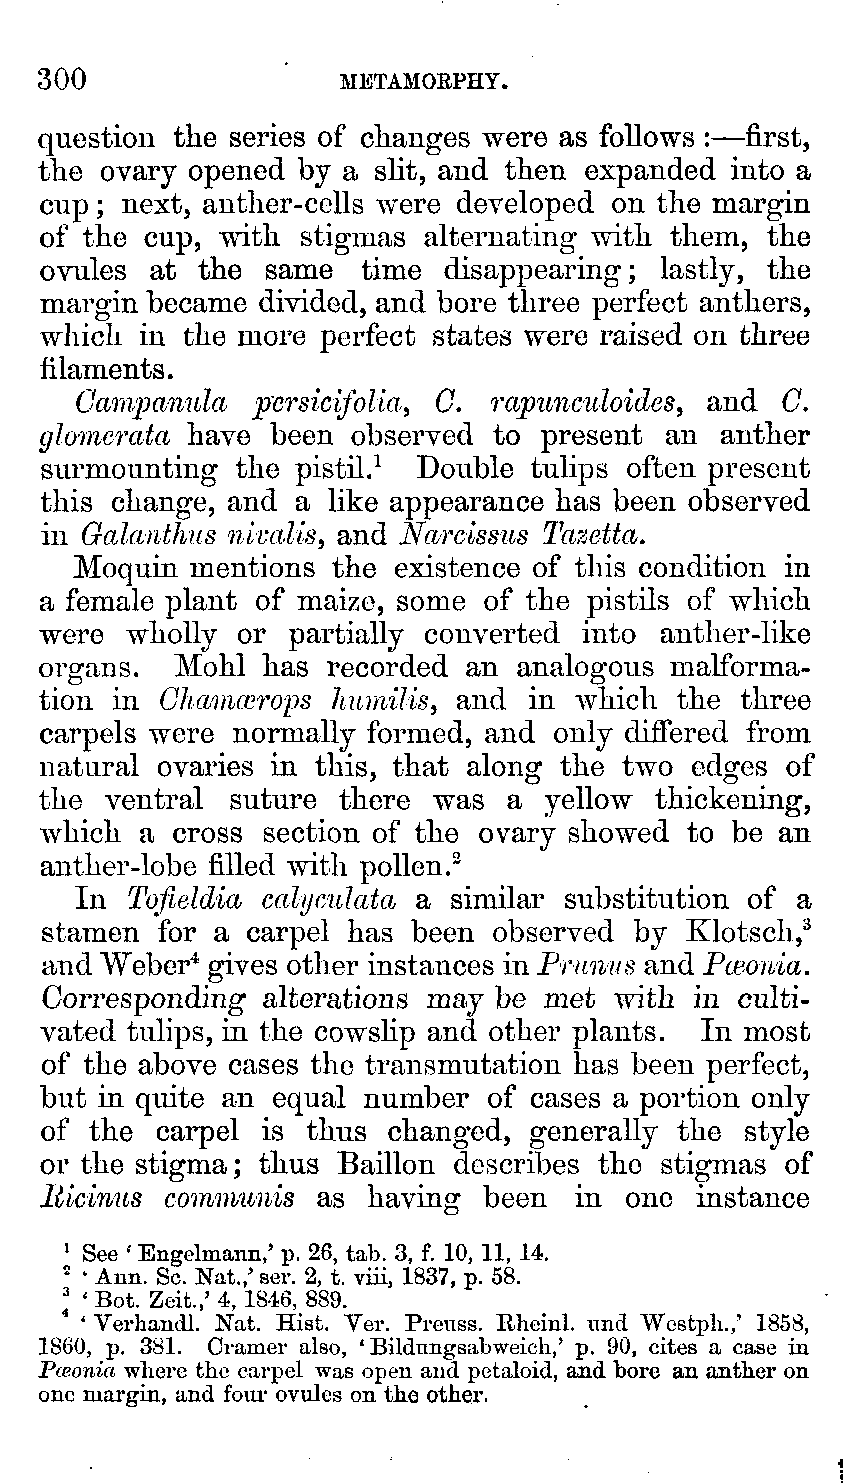 300 METAMORPHY.
question the series of changes were as follows :—first,
the ovary opened by a slit, and then expanded into a
cup; next, anther-cells were developed on the margin
of the cup, with stigmas alternating with them, the
ovules at the same time disappearing; lastly, the
margin became divided, and bore three perfect anthers,
which in the more perfect states were raised on three
filaments.
Campanula persicifolia, C. rapunculoides, and C.
glomerata have been observed to present an anther
surmounting the pistil.¹ Double tulips often present
this change, and a like appearance has been observed
in Galanthus nivalis, and Narcissus Tazetta.
Moquin mentions the existence of this condition in
a female plant of maize, some of the pistils of which
were wholly or partially converted into anther-like
organs. Mohl has recorded an analogous malforma-
tion in Chamærops humilis, and in which the three
carpels were normally formed, and only differed from
natural ovaries in this, that along the two edges of
the ventral suture there was a yellow thickening,
which a cross section of the ovary showed to be an
anther-lobe filled with pollen.²
In Tofieldia calyculata a similar substitution of a
stamen for a carpel has been observed by Klotsch,³
and Weber⁴ gives other instances in Prunus and Pæonia.
Corresponding alterations may be met with in culti-
vated tulips, in the cowslip and other plants. In most
of the above cases the transmutation has been perfect,
but in quite an equal number of cases a portion only
of the carpel is thus changed, generally the style
or the stigma; thus Baillon describes the stigmas of
Ricinus communis as having been in one instance
¹ See ‘Engelmann,’ p. 26, tab. 3, f. 10, 11, 14.
² ‘Ann. Sc. Nat.,’ ser. 2, t. viii, 1837, p. 58.
³ ‘Bot. Zeit.,’ 4, 1846, 889.
⁴ ‘Verhandl. Nat. Hist. Ver. Preuss. Rheinl. und Westph.,’ 1858,
1860, p. 381. Cramer also, ‘Bildungsabweich,’ p. 90, cites a case in
Pæonia where the carpel was open and petaloid, and bore an anther on
one margin, and four ovules on the other.